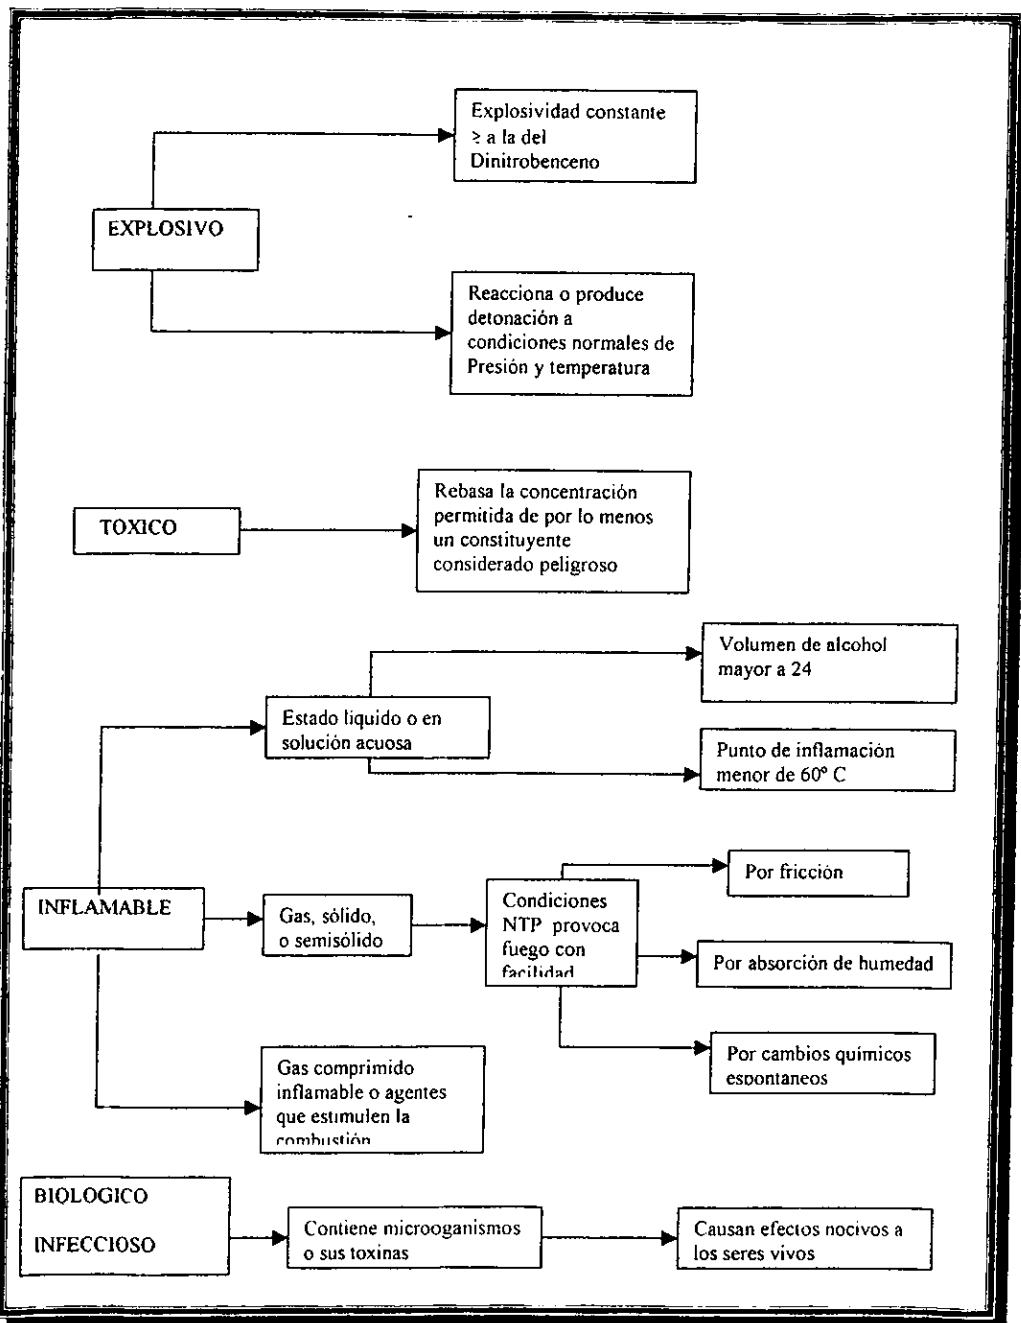 Explosividad constante
≥ a la del
Dinitrobenceno
EXPLOSIVO
Reacciona o produce
detonación a
condiciones normales de
Presión y temperatura
TOXICO
Rebasa la concentración
permitida de por lo menos
un constituyente
considerado peligroso
Volumen de alcohol
mayor a 24
Estado liquido o en
solución acuosa
Punto de inflamación
menor de 60º C
INFLAMABLE
Gas, sólido,
o semisólido
Condiciones
NTP provoca
fuego con
facilidad
Por fricción
Por absorción de humedad
Por cambios químicos
espontaneos
Gas comprimido
inflamable o agentes
que estimulen la
combustión
BIOLOGICO
INFECCIOSO
Contiene microoganismos
o sus toxinas
Causan efectos nocivos a
los seres vivos